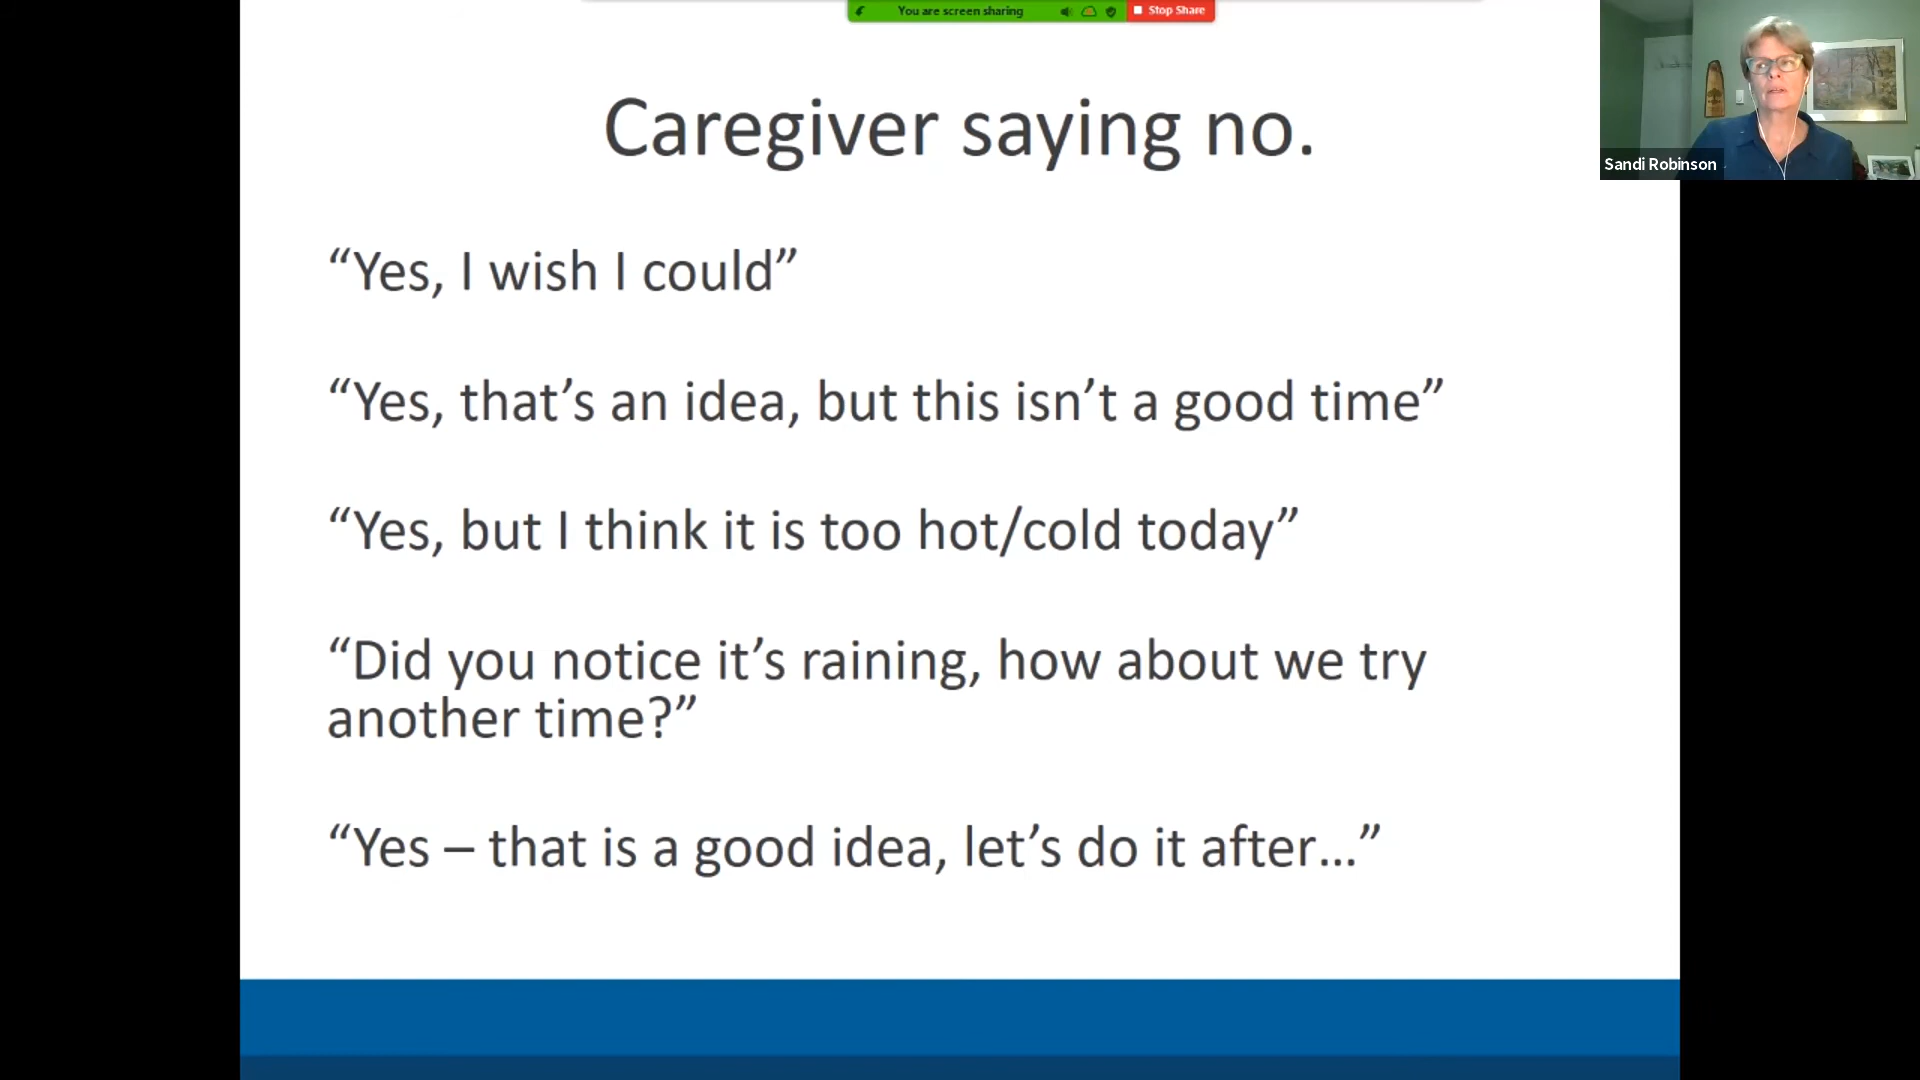 You are screen sharing
Stop Share
Sandi Robinson
Caregiver saying no.
“Yes, I wish I could”
“Yes, that’s an idea, but this isn’t a good time”
“Yes, but I think it is too hot/cold today”
“Did you notice it’s raining, how about we try
another time?”
“Yes – that is a good idea, let’s do it after…”